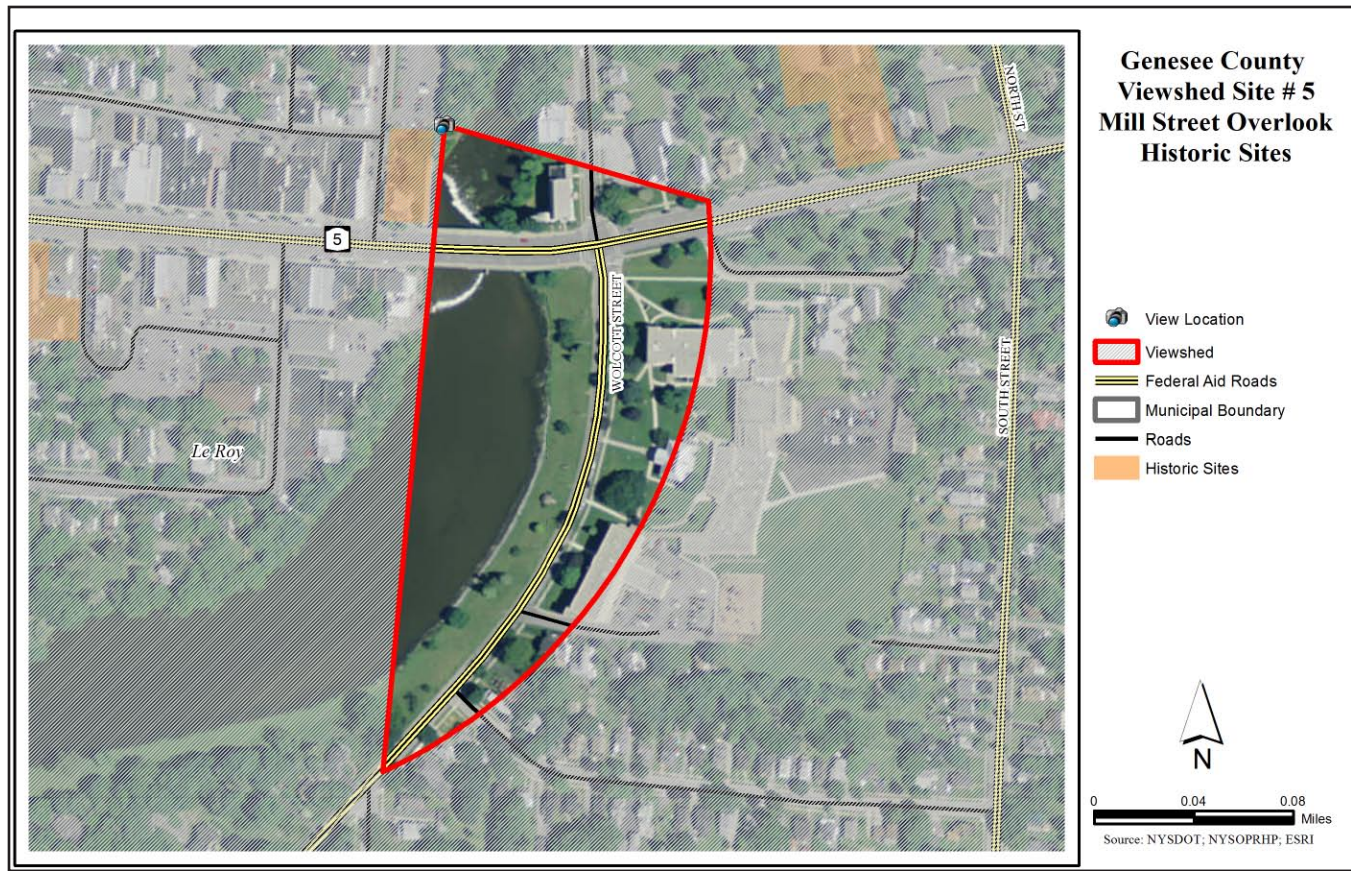 Genesee County
Viewshed Site # 5
Mill Street Overlook
Historic Sites
NORTH ST
5
WOLCOTT STREET
SOUTH STREET
Le Roy
View Location
Viewshed
Federal Aid Roads
Municipal Boundary
Roads
Historic Sites
N
0 0.04 0.08
Miles
Source: NYSDOT; NYSOPRHP; ESRI